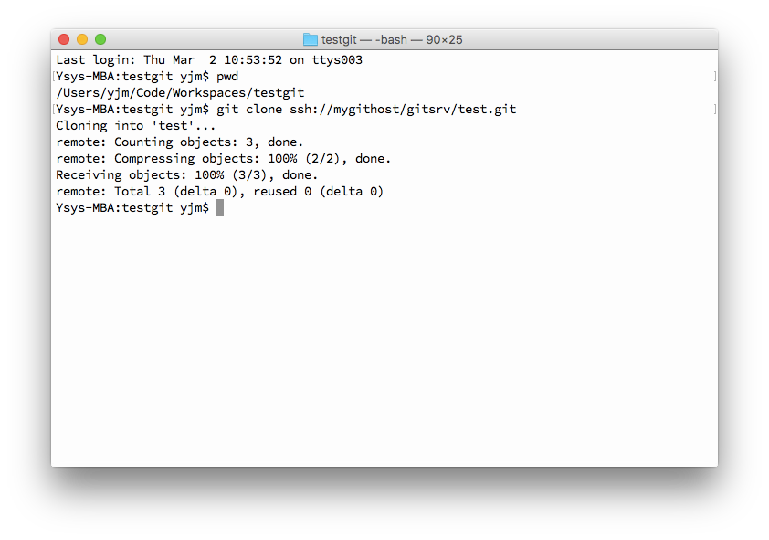 testgit — -bash — 90×25
Last login: Thu Mar  2 10:53:52 on ttys003
[Ysys-MBA:testgit yjm$ pwd ]
/Users/yjm/Code/Workspaces/testgit
[Ysys-MBA:testgit yjm$ git clone ssh://mygithost/gitsrv/test.git ]
Cloning into 'test'...
remote: Counting objects: 3, done.
remote: Compressing objects: 100% (2/2), done.
Receiving objects: 100% (3/3), done.
remote: Total 3 (delta 0), reused 0 (delta 0)
Ysys-MBA:testgit yjm$